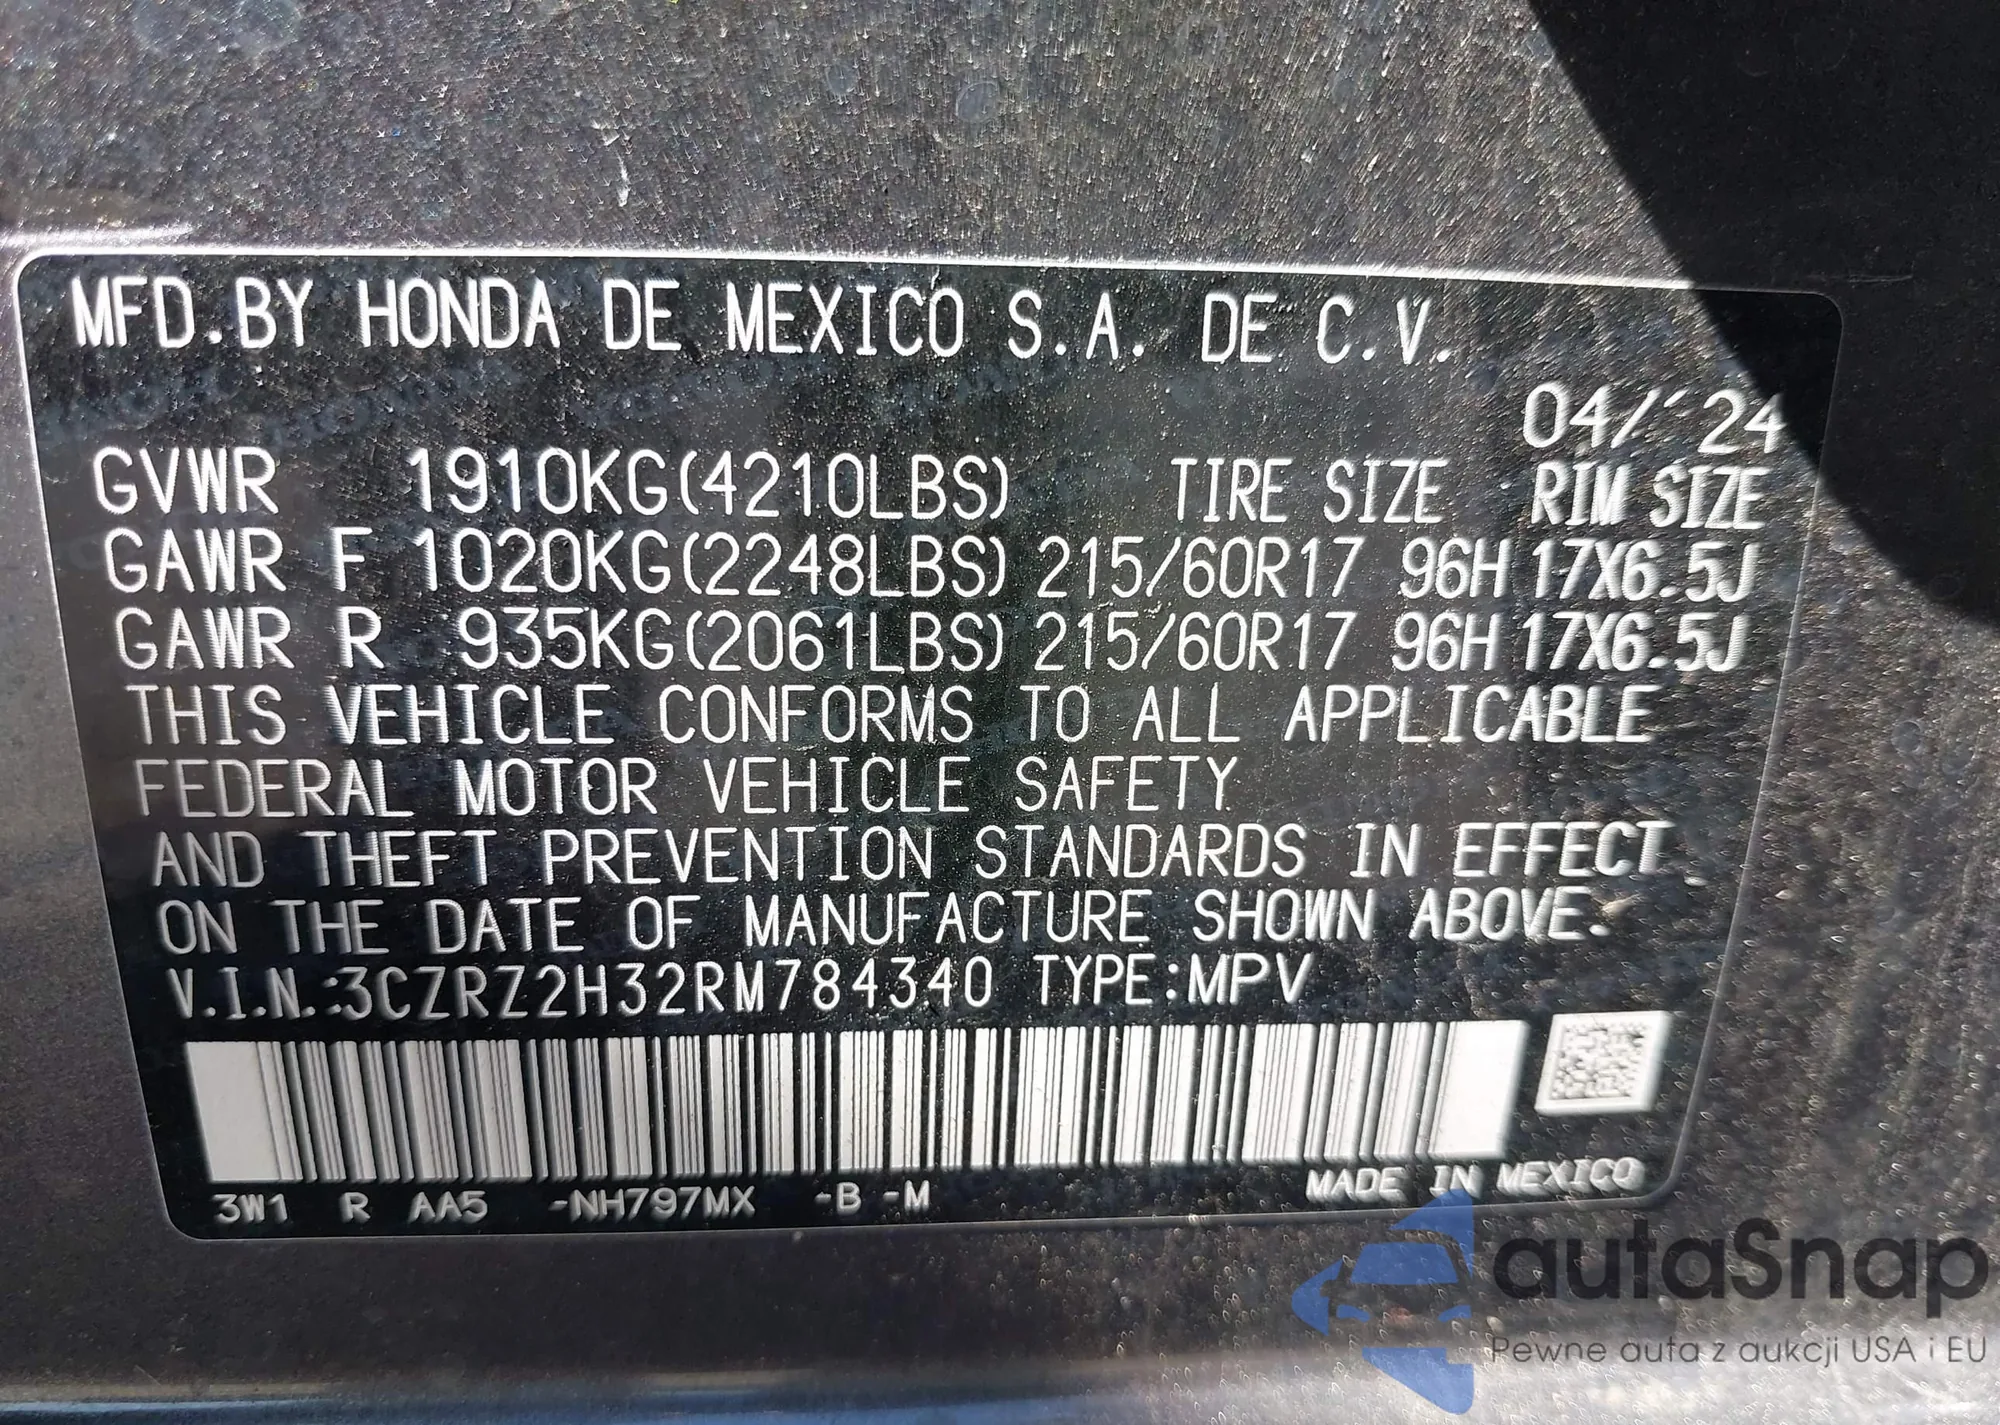 MFD.BY HONDA DE MEXICO S.A. DE C.V.
04/ 24
GVWR 1910KG(4210LBS) TIRE SIZE RIM SIZE
GAWR F 1020KG(2248LBS) 215/60R17 96H 17X6.5J
GAWR R 935KG(2061LBS) 215/60R17 96H 17X6.5J
THIS VEHICLE CONFORMS TO ALL APPLICABLE
FEDERAL MOTOR VEHICLE SAFETY
AND THEFT PREVENTION STANDARDS IN EFFECT
ON THE DATE OF MANUFACTURE SHOWN ABOVE.
V.I.N.:3CZRZ2H32RM784340 TYPE:MPV
3W1 R AA5 -NH797MX -B -M MADE IN MEXICO
autaSnap
Pewne auta z aukcji USA i EU